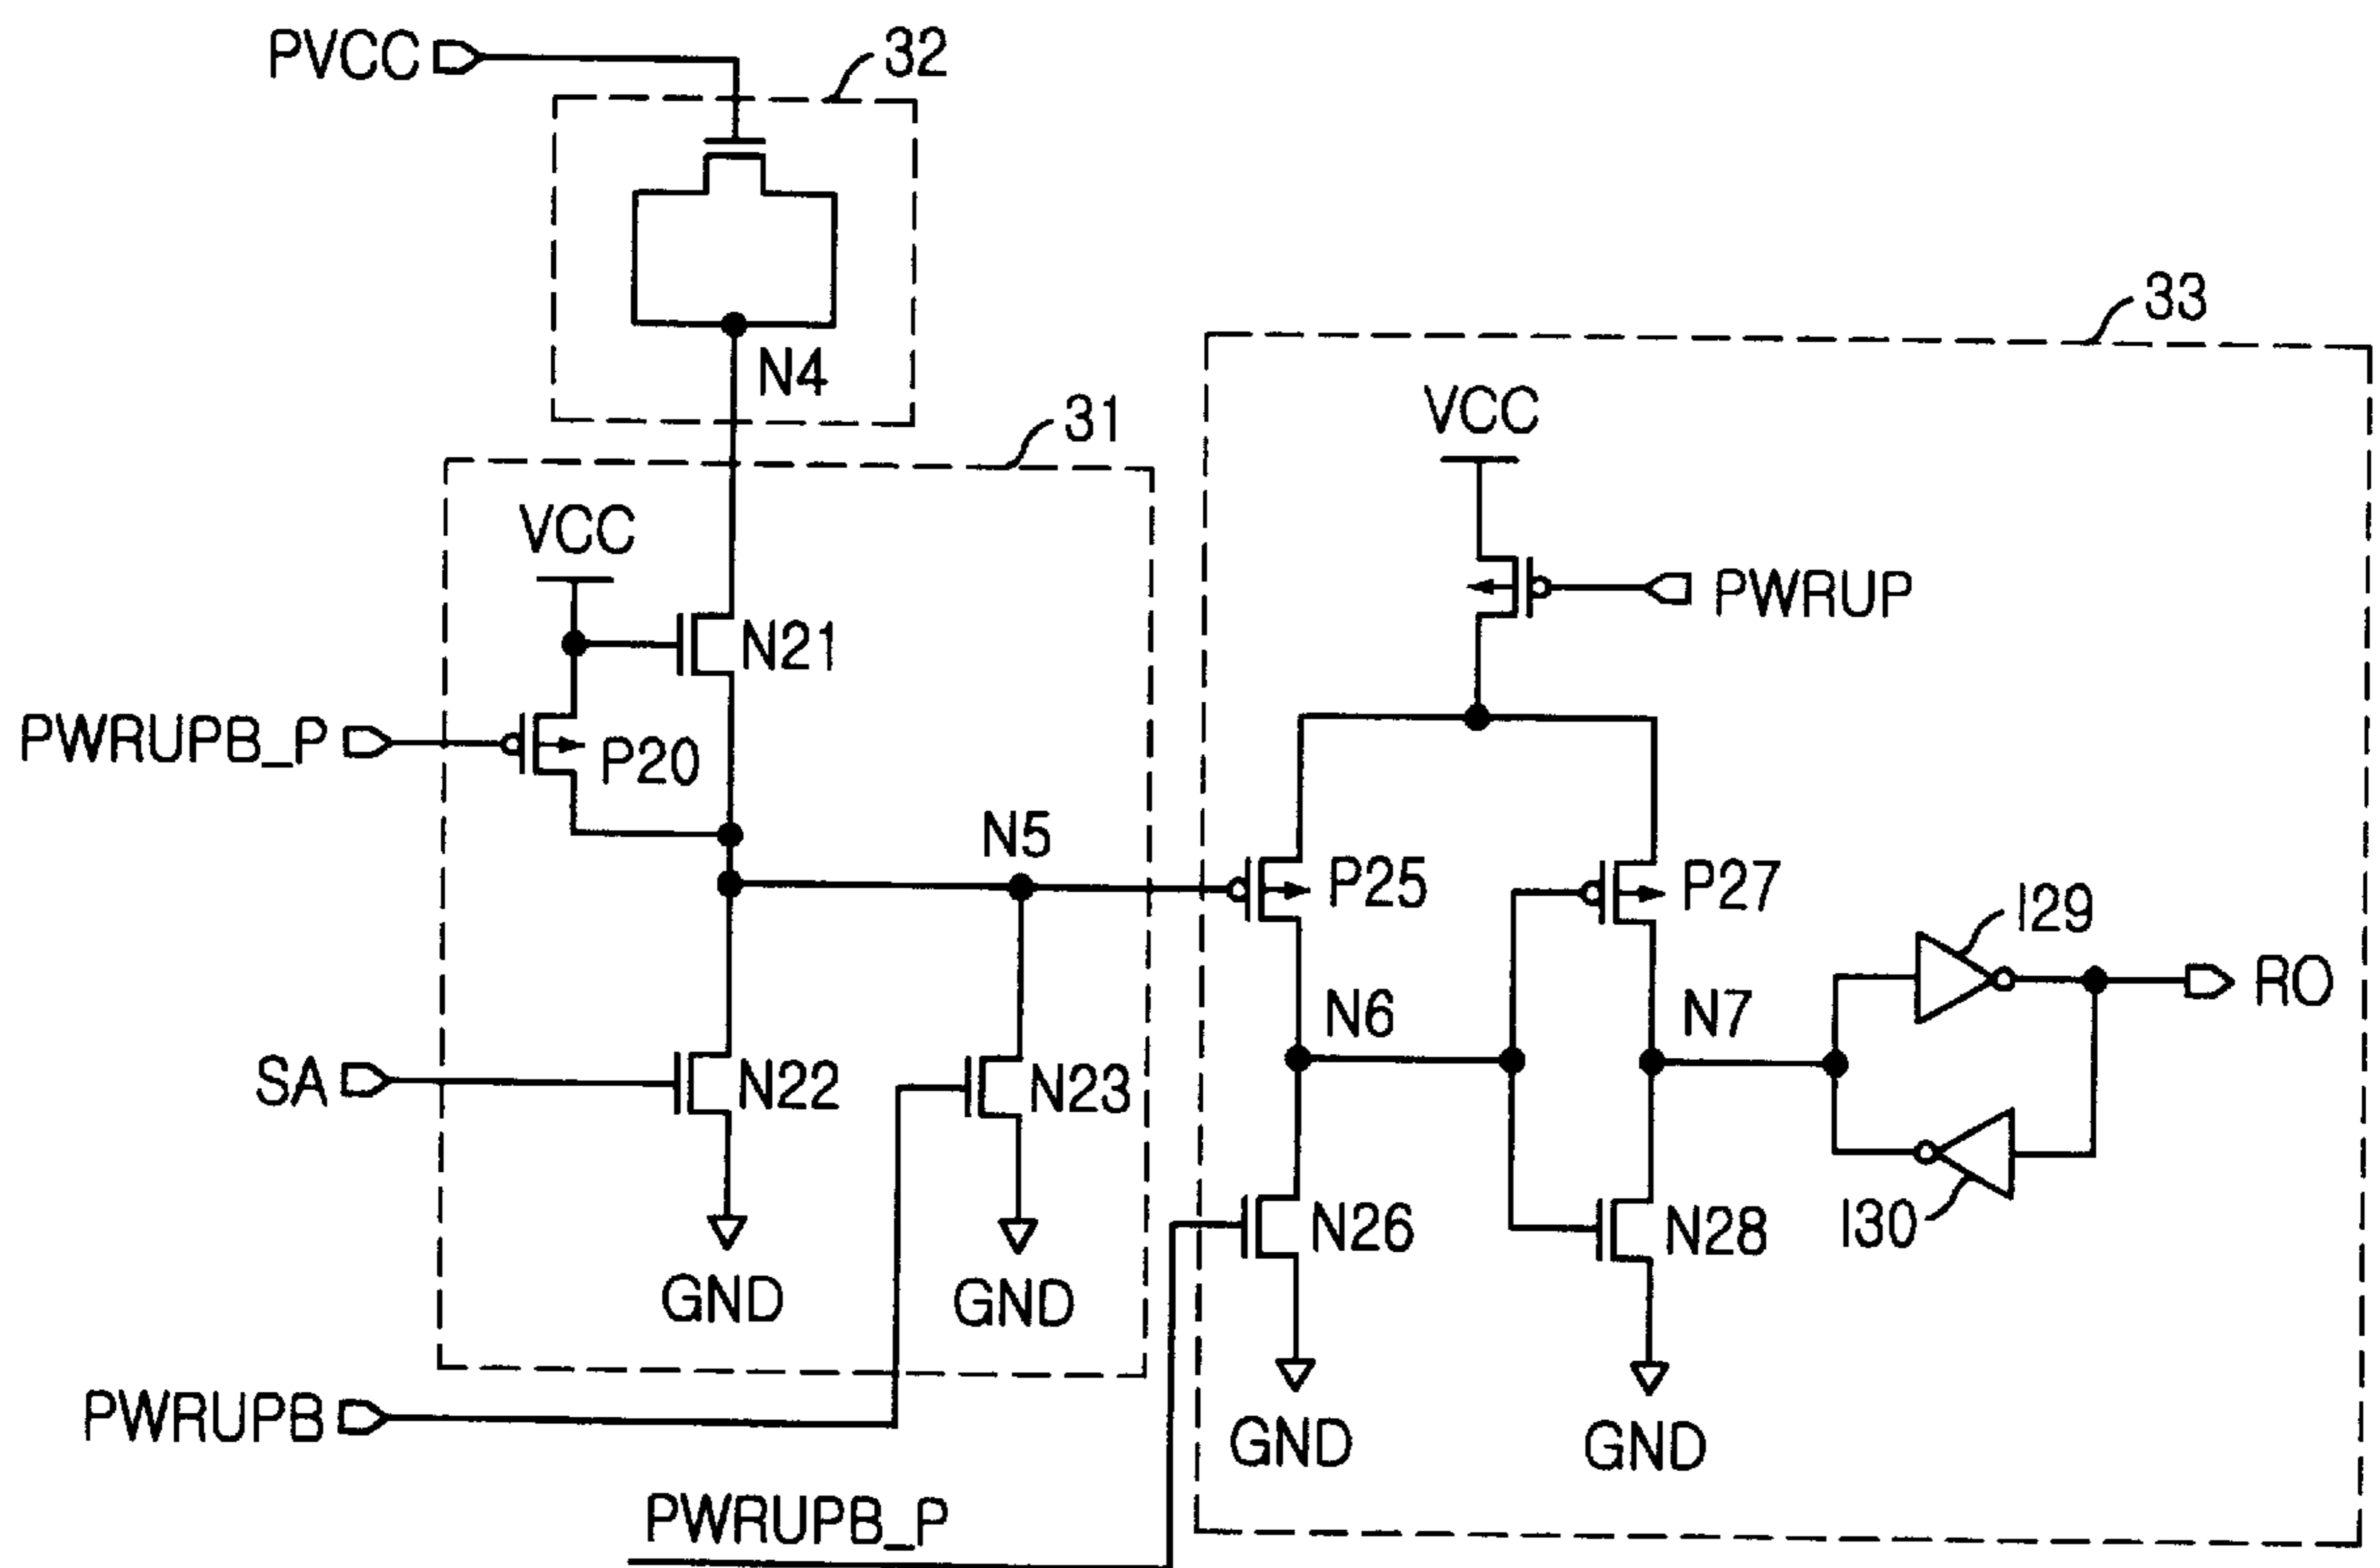 PVCC
32
N4
33
31
VCC
VCC
PWRUP
N21
PWRUPB_P
P20
N5
P25
P27
I29
RO
N6
N7
SA
N22
N23
N26
N28
I30
GND
GND
PWRUPB
GND
GND
PWRUPB_P